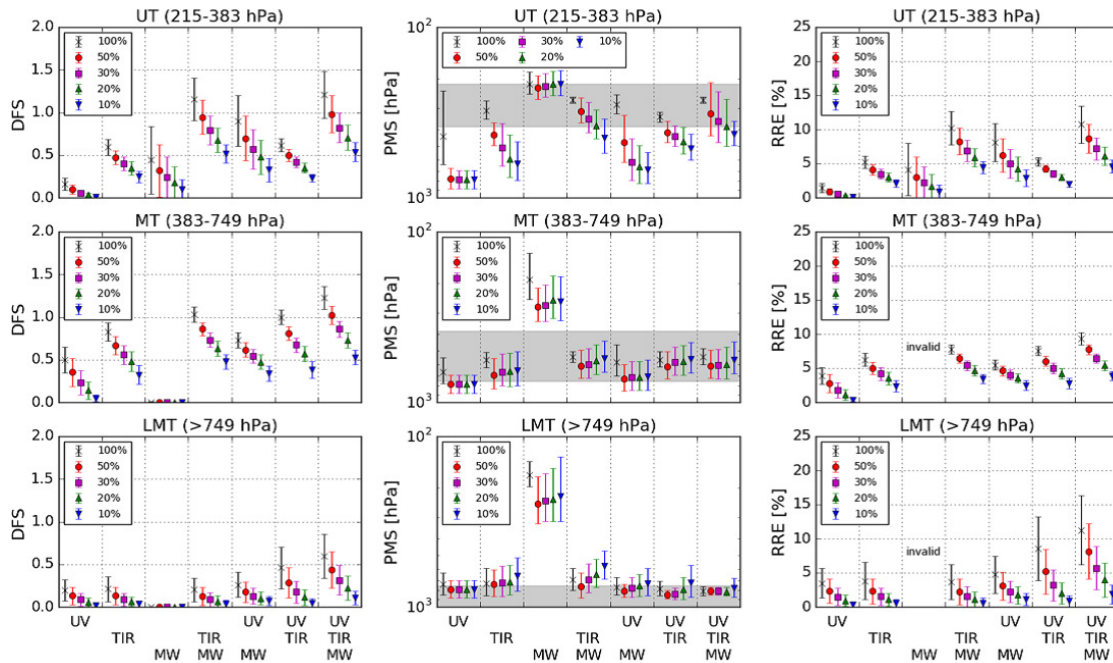 UT (215-383 hPa) UT (215-383 hPa) UT (215-383 hPa)
2.0 10² 25
100% 100% 30% 10% 100%
50% 50% 20% 50%
30% 30%
20% 20%
10% 10%
1.5 20
1.0 15
0.5 10
0.0 10³ 5
0
DFS PMS [hPa] RRE [%]
MT (383-749 hPa) MT (383-749 hPa) MT (383-749 hPa)
2.0 10² 25
100% 100% 100%
50% 50% 50%
30% 30% 30%
20% 20% 20%
10% 10% 10%
1.5 20
1.0 15
0.5 10
0.0 10³ 5
0
invalid
DFS PMS [hPa] RRE [%]
LMT (>749 hPa) LMT (>749 hPa) LMT (>749 hPa)
2.0 10² 25
100% 100% 100%
50% 50% 50%
30% 30% 30%
20% 20% 20%
10% 10% 10%
1.5 20
1.0 15
0.5 10
0.0 10³ 5
0
invalid
DFS PMS [hPa] RRE [%]
UV UV UV UV UV UV UV UV UV UV UV UV
TIR TIR TIR TIR TIR TIR TIR TIR TIR TIR TIR TIR
MW MW MW MW MW MW MW MW MW MW MW MW